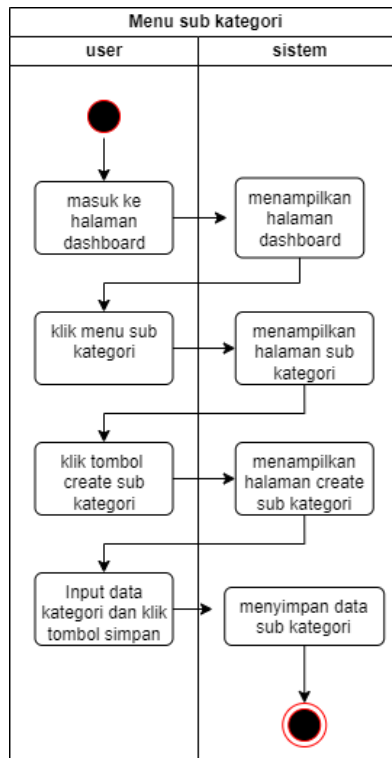 Menu sub kategori
user
sistem
masuk ke
halaman
dashboard
menampilkan
halaman
dashboard
klik menu sub
kategori
menampilkan
halaman sub
kategori
klik tombol
create sub
kategori
menampilkan
halaman create
sub kategori
Input data
kategori dan klik
tombol simpan
menyimpan data
sub kategori